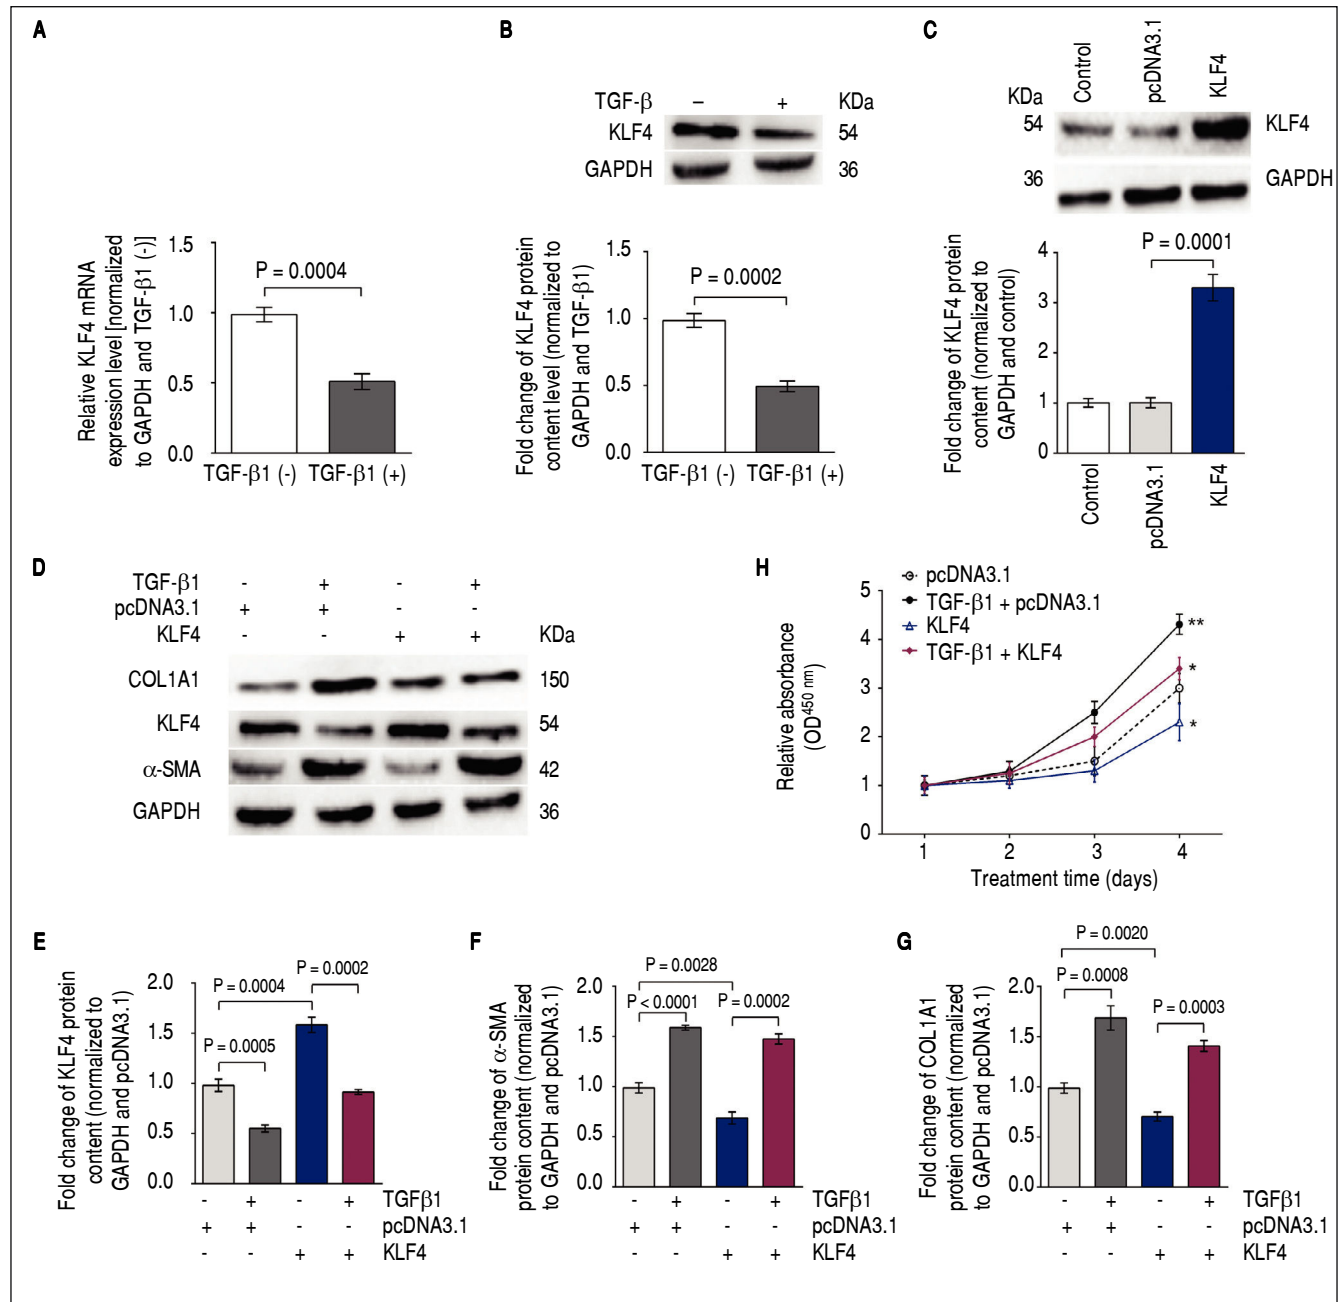 A
Relative KLF4 mRNA
expression level [normalized
to GAPDH and TGF-β1 (-)]
1.5
1.0
0.5
0.0
P = 0.0004
TGF-β1 (-) TGF-β1 (+)
B
TGF-β – + KDa
KLF4 54
GAPDH 36
Fold change of KLF4 protein
content level (normalized to
GAPDH and TGF-β1)
1.5
1.0
0.5
0.0
P = 0.0002
TGF-β1 (-) TGF-β1 (+)
C
Control
pcDNA3.1
KLF4
KDa
54 KLF4
36 GAPDH
Fold change of KLF4 protein
content (normalized to
GAPDH and control)
4
3
2
1
0
P = 0.0001
Control
pcDNA3.1
KLF4
D
TGF-β1 - + - +
pcDNA3.1 + + - -
KLF4 - - + + KDa
COL1A1 150
KLF4 54
α-SMA 42
GAPDH 36
H
pcDNA3.1
TGF-β1 + pcDNA3.1
KLF4
TGF-β1 + KLF4
Relative absorbance
(OD450 nm)
5
4
3
2
1
0
**
*
*
1 2 3 4
Treatment time (days)
E
Fold change of KLF4 protein
content (normalized to
GAPDH and pcDNA3.1)
2.0
1.5
1.0
0.5
0.0
P = 0.0002
P = 0.0004
P = 0.0005
- + - + TGFβ1
+ + - - pcDNA3.1
- - + + KLF4
F
Fold change of α-SMA
protein content (normalized
to GAPDH and pcDNA3.1)
2.0
1.5
1.0
0.5
0.0
P = 0.0028
P < 0.0001 P = 0.0002
- + - + TGFβ1
+ + - - pcDNA3.1
- - + + KLF4
G
Fold change of COL1A1
protein content (normalized
to GAPDH and pcDNA3.1)
2.0
1.5
1.0
0.5
0.0
P = 0.0020
P = 0.0008
P = 0.0003
- + - + TGFβ1
+ + - - pcDNA3.1
- - + + KLF4